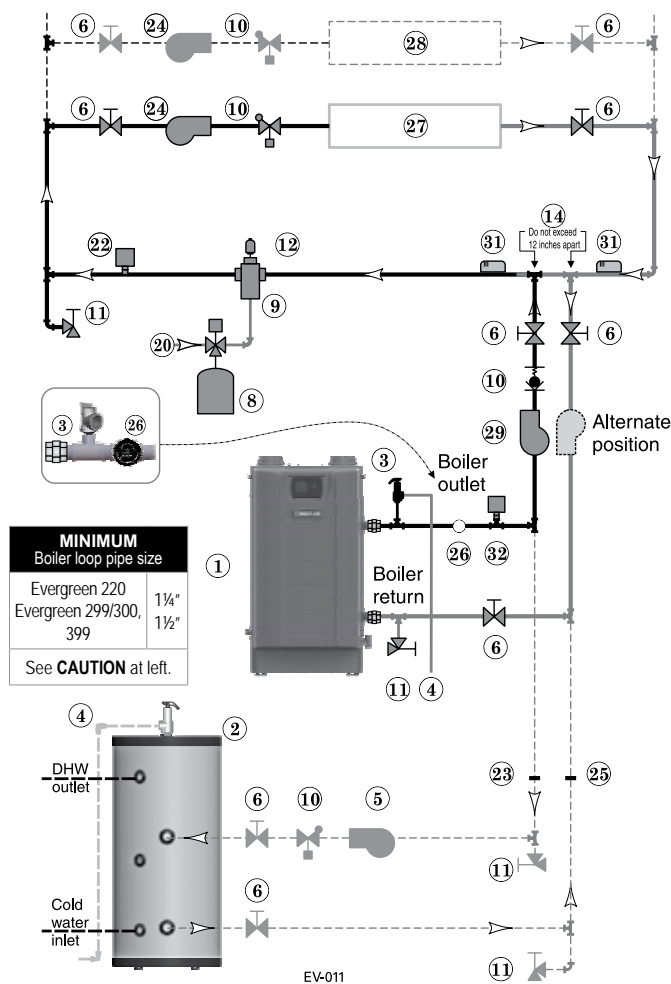 6 24 10 28 6
6 24 10 27 6
14
Do not exceed
12 inches apart
22 12 31 31
11 9 6 6
20
8
10
29
Alternate
position
3 26
3
Boiler
outlet
MINIMUM
Boiler loop pipe size
Evergreen 220 1¼"
Evergreen 299/300,
399 1½"
See CAUTION at left.
1
26 32
Boiler
return
6
11 4
4 2
DHW
outlet
23 25
6 10 5
11
6
Cold
water
inlet
11
EV-011